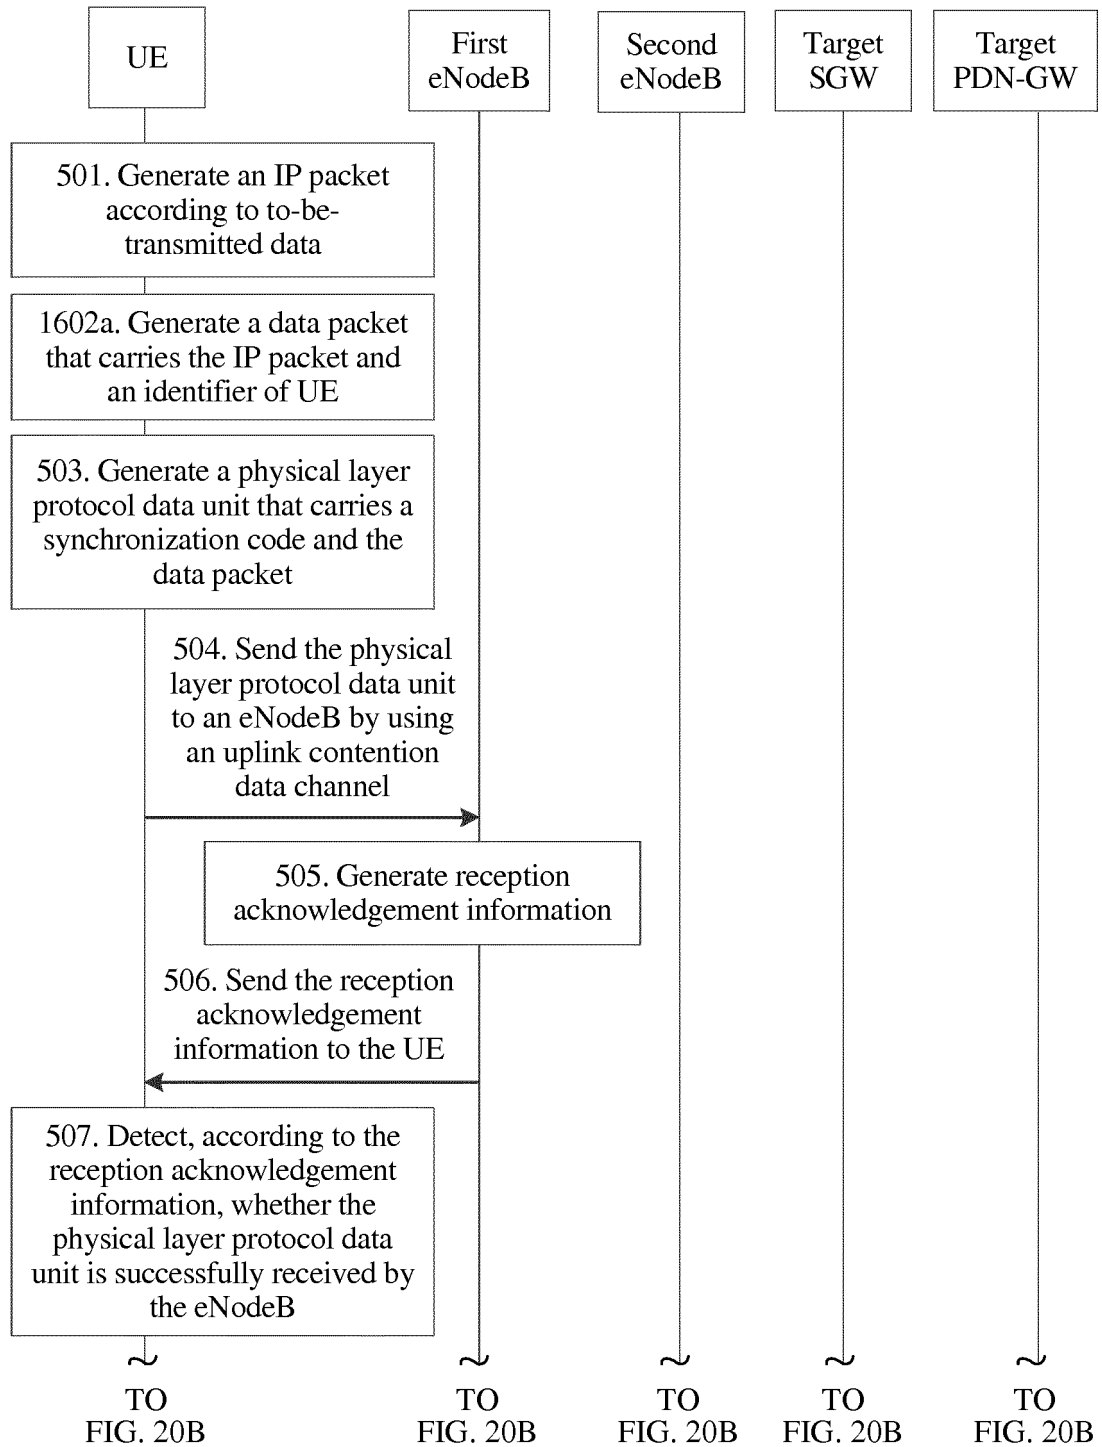 UE
First
eNodeB
Second
eNodeB
Target
SGW
Target
PDN-GW
501. Generate an IP packet
according to to-be-
transmitted data
1602a. Generate a data packet
that carries the IP packet and
an identifier of UE
503. Generate a physical layer
protocol data unit that carries a
synchronization code and the
data packet
504. Send the physical
layer protocol data unit
to an eNodeB by using
an uplink contention
data channel
505. Generate reception
acknowledgement information
506. Send the reception
acknowledgement
information to the UE
507. Detect, according to the
reception acknowledgement
information, whether the
physical layer protocol data
unit is successfully received by
the eNodeB
TO
FIG. 20B
TO
FIG. 20B
TO
FIG. 20B
TO
FIG. 20B
TO
FIG. 20B